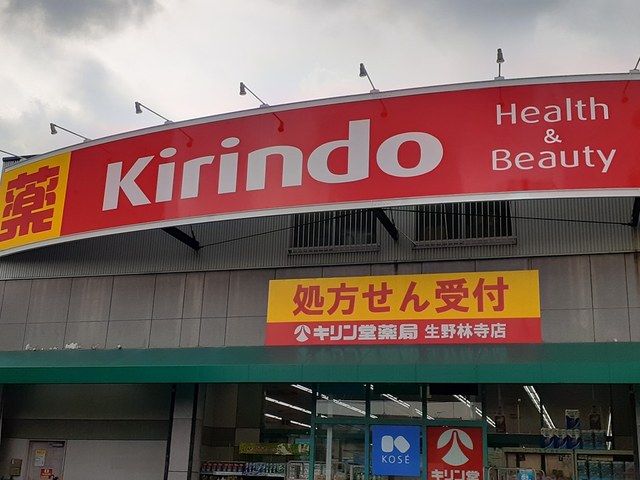 薬
Kirindo
Health
&
Beauty
処方せん受付
キリン堂薬局 生野林寺店
KOSÉ
キリン堂